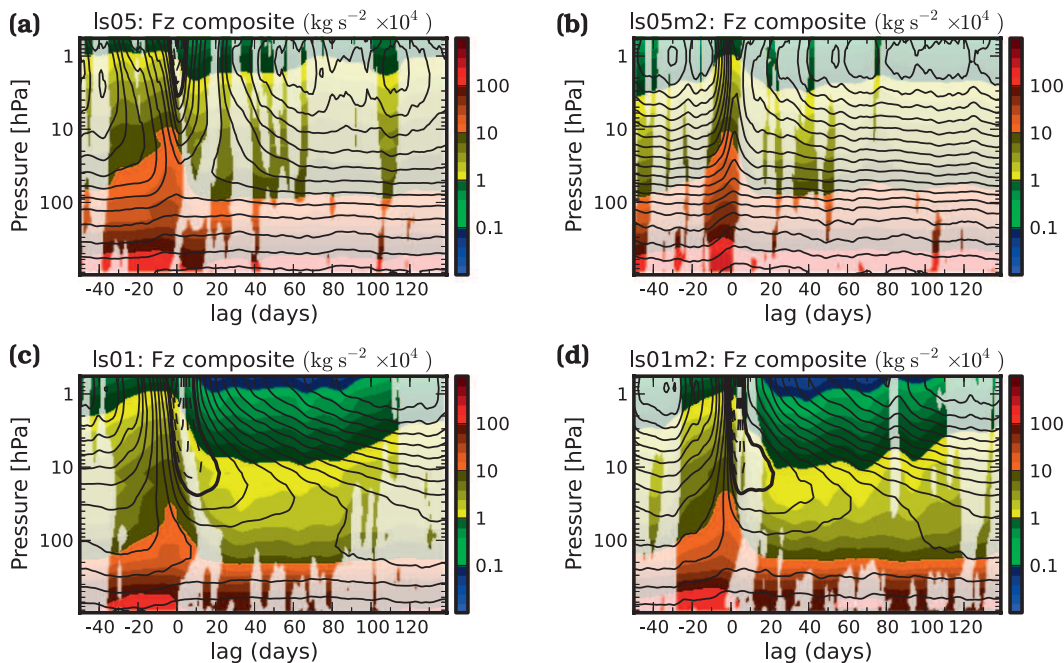 (a) ls05: Fz composite (kg s⁻² ×10⁴)
Pressure [hPa]
1
10
100
100
10
1
0.1
-40 -20 0 20 40 60 80 100 120
lag (days)
(b) ls05m2: Fz composite (kg s⁻² ×10⁴)
Pressure [hPa]
1
10
100
100
10
1
0.1
-40 -20 0 20 40 60 80 100 120
lag (days)
(c) ls01: Fz composite (kg s⁻² ×10⁴ )
Pressure [hPa]
1
10
100
100
10
1
0.1
-40 -20 0 20 40 60 80 100 120
lag (days)
(d) ls01m2: Fz composite (kg s⁻² ×10⁴ )
Pressure [hPa]
1
10
100
100
10
1
0.1
-40 -20 0 20 40 60 80 100 120
lag (days)